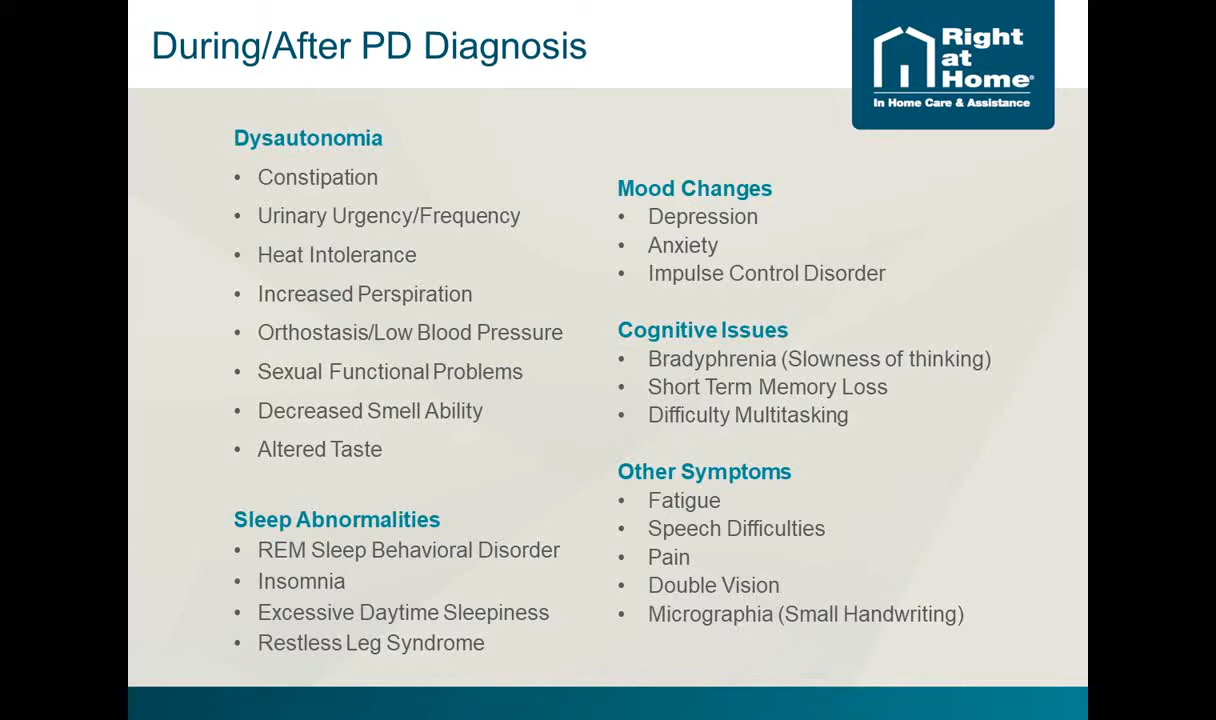 During/After PD Diagnosis
Right
at
Home®
In Home Care & Assistance
Dysautonomia
• Constipation
• Urinary Urgency/Frequency
• Heat Intolerance
• Increased Perspiration
• Orthostasis/Low Blood Pressure
• Sexual Functional Problems
• Decreased Smell Ability
• Altered Taste
Sleep Abnormalities
• REM Sleep Behavioral Disorder
• Insomnia
• Excessive Daytime Sleepiness
• Restless Leg Syndrome
Mood Changes
• Depression
• Anxiety
• Impulse Control Disorder
Cognitive Issues
• Bradyphrenia (Slowness of thinking)
• Short Term Memory Loss
• Difficulty Multitasking
Other Symptoms
• Fatigue
• Speech Difficulties
• Pain
• Double Vision
• Micrographia (Small Handwriting)